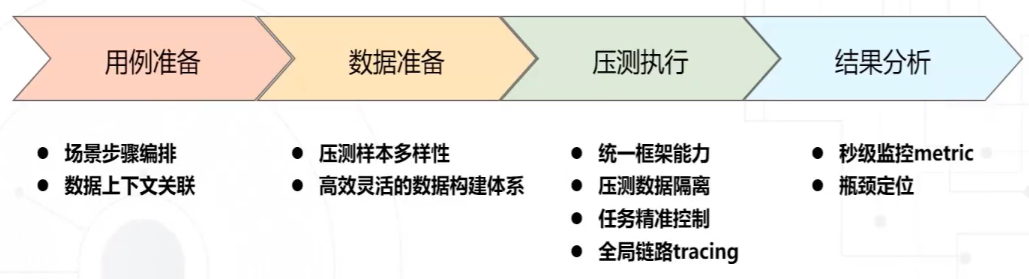 用例准备
数据准备
压测执行
结果分析
场景步骤编排
数据上下文关联
压测样本多样性
高效灵活的数据构建体系
统一框架能力
压测数据隔离
任务精准控制
全局链路tracing
秒级监控metric
瓶颈定位